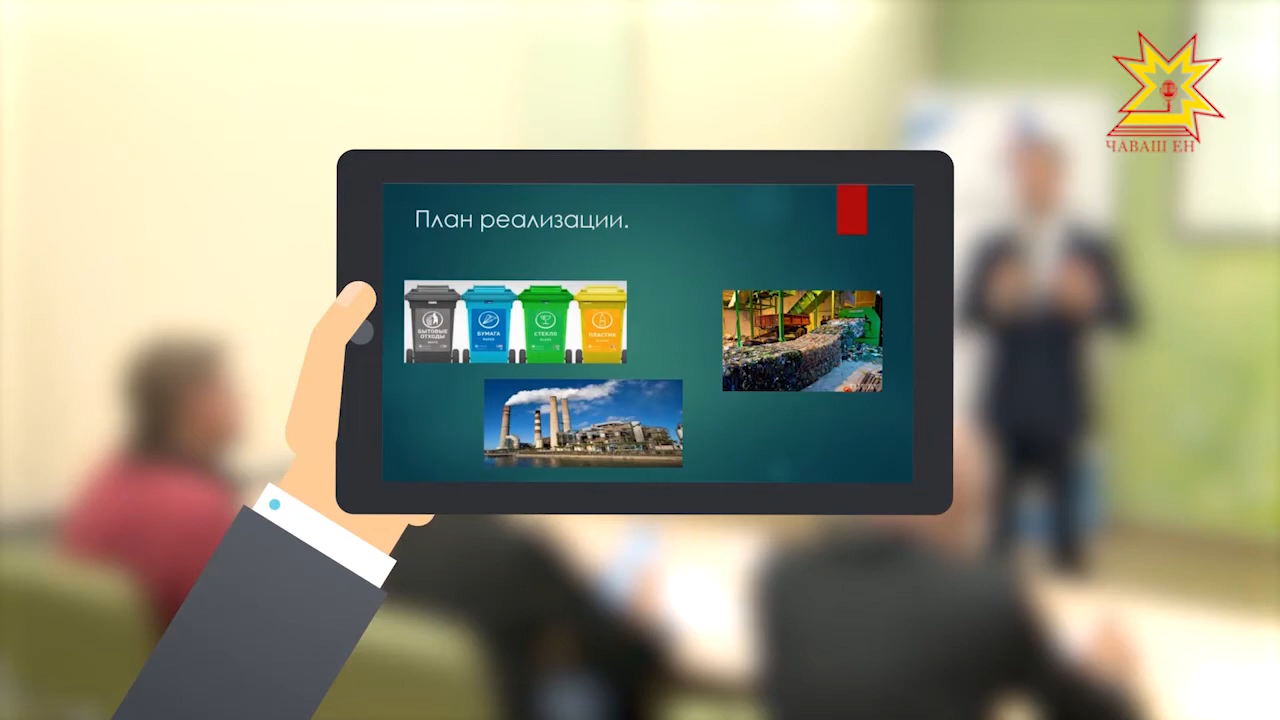 ЧАВАШ ЕН
План реализации.
БЫТОВЫЕ
ОТХОДЫ
БУМАГА
СТЕКЛО
ПЛАСТИК